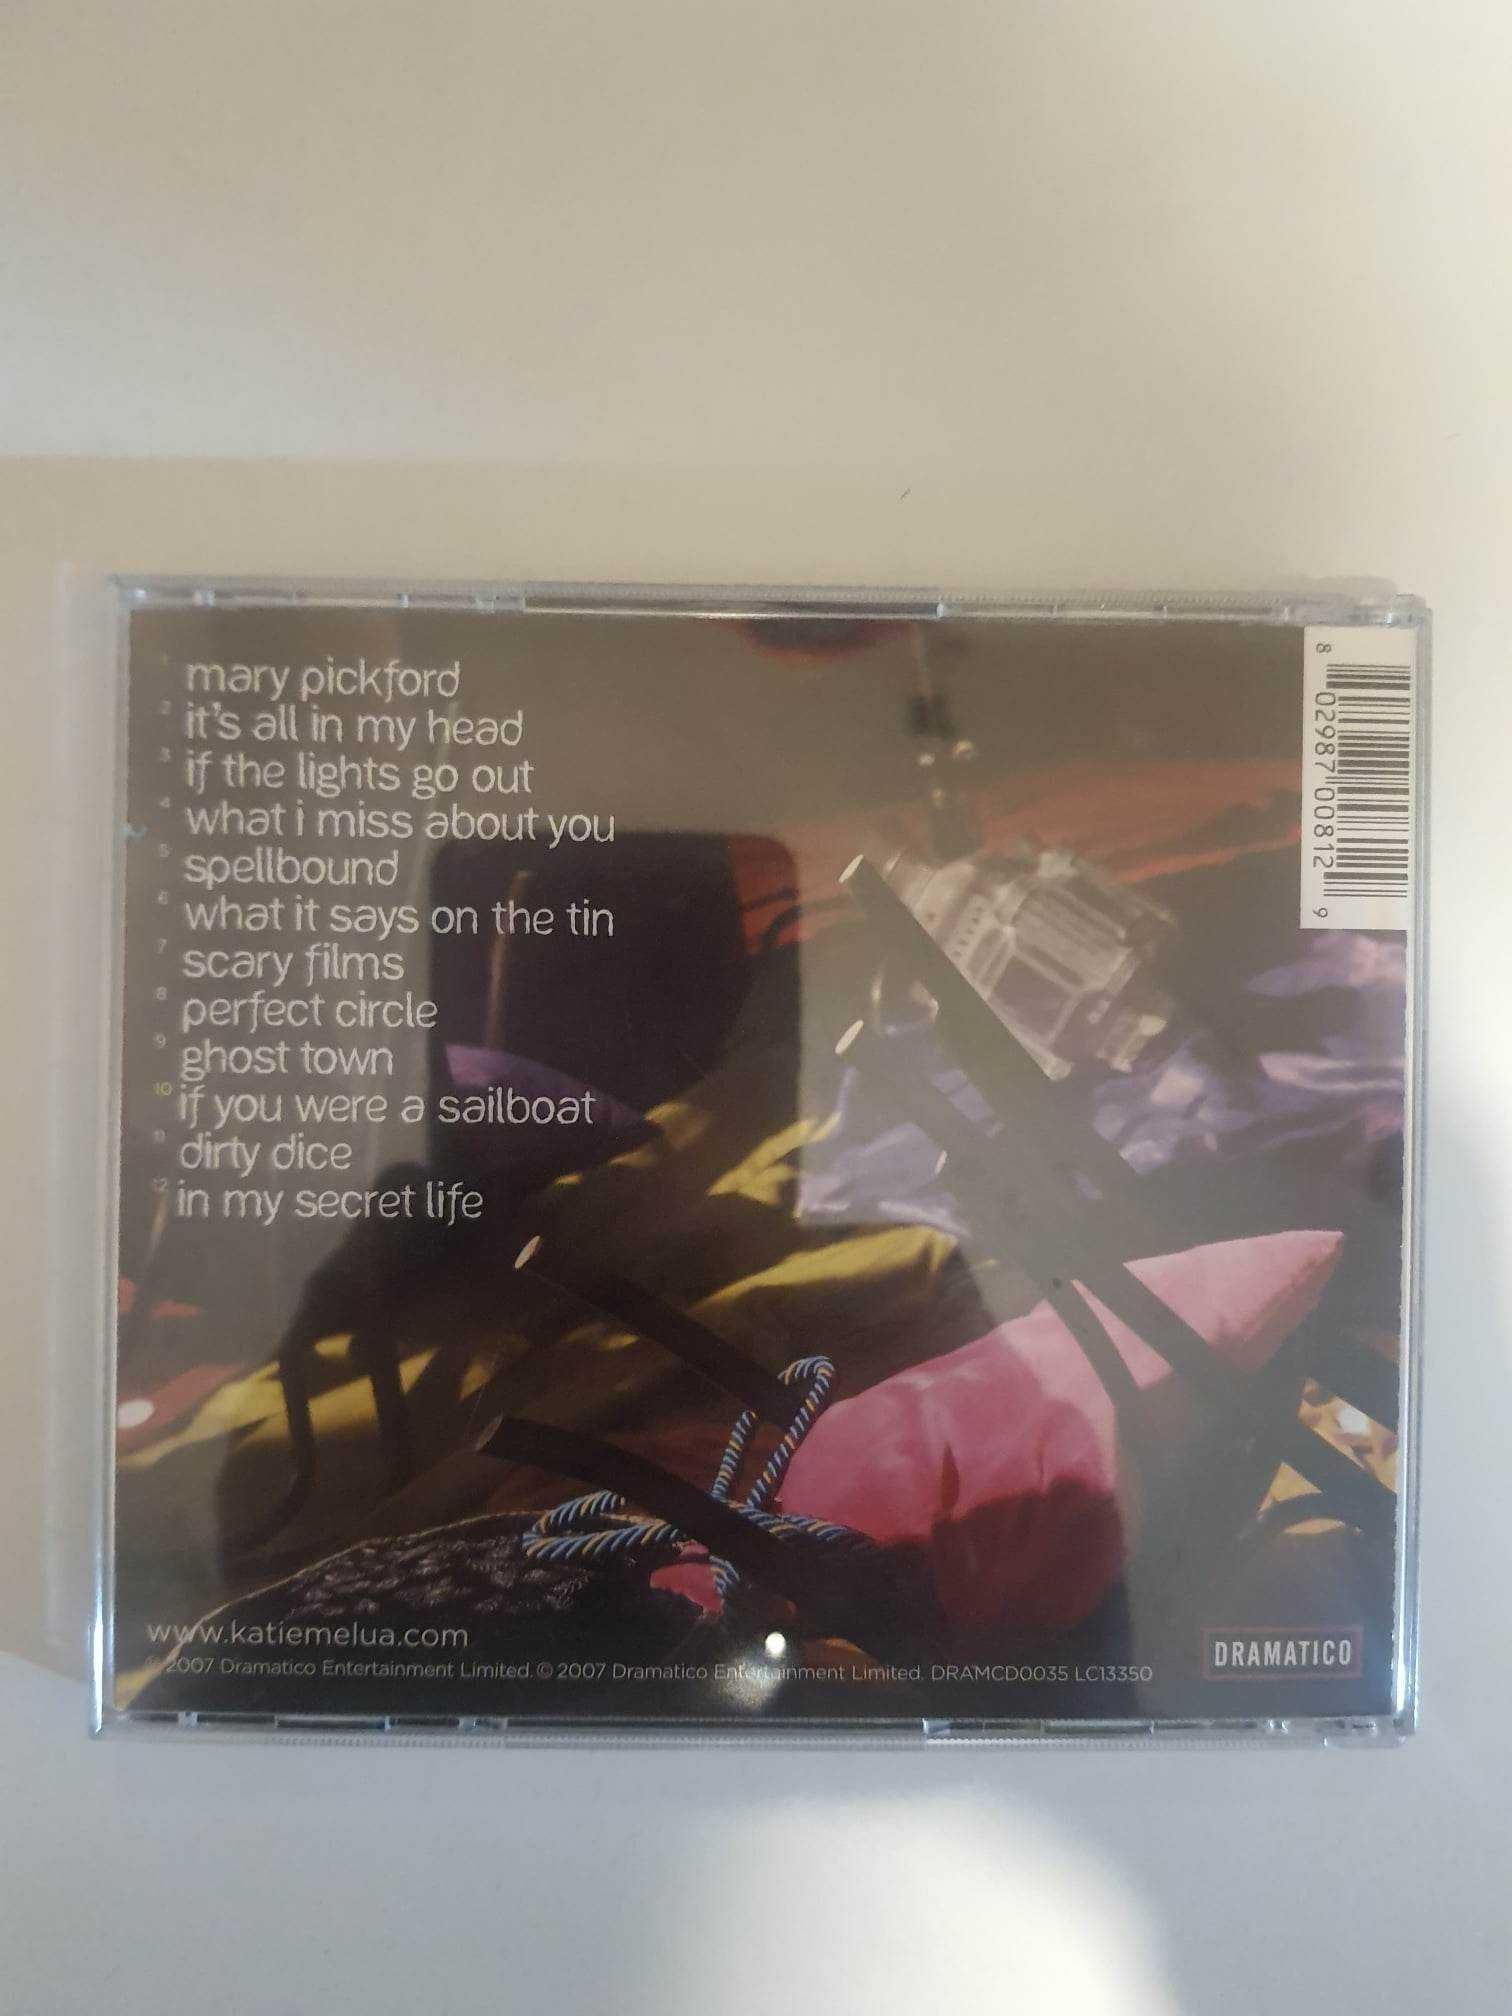 1 mary pickford
2 it's all in my head
3 if the lights go out
4 what i miss about you
5 spellbound
6 what it says on the tin
7 scary films
8 perfect circle
9 ghost town
10 if you were a sailboat
11 dirty dice
12 in my secret life
8 02987 00812 9
www.katiemelua.com
℗ 2007 Dramatico Entertainment Limited. © 2007 Dramatico Entertainment Limited. DRAMCD0035 LC13350
DRAMATICO